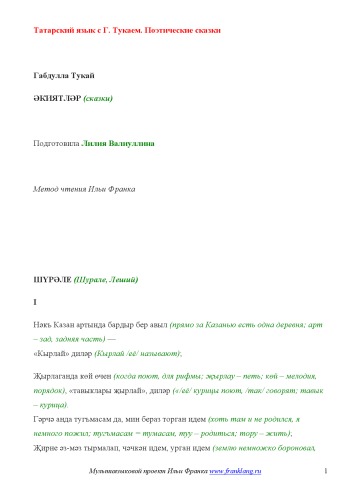 Татарский язык с Г. Тукаем. Поэтические сказки
Габдулла Тукай
ӘКИЯТЛӘР (сказки)
Подготовила Лилия Валиуллина
Метод чтения Ильи Франка
ШҮРӘЛЕ (Шурале, Леший)
I
Нәкъ Казан артында бардыр бер авыл (прямо за Казанью есть одна деревня; арт
– зад, задняя часть) —
«Кырлай» диләр (Кырлай /её/ называют);
Җырлаганда көй өчен (когда поют, для рифмы; җырлау – петь; көй – мелодия,
порядок), «тавыклары җырлай», диләр («/её/ курицы поют, /так/ говорят; тавык
– курица).
Гәрчә анда тугъмасам да, мин бераз торган идем (хоть там и не родился, я
немного пожил; тугъмасам = тумасам, туу – родиться; тору – жить);
Җирне әз-мәз тырмалап, чәчкән идем, урган идем (землю немножко бороновал,
Мультиязыковой проект Ильи Франка www.franklang.ru 1